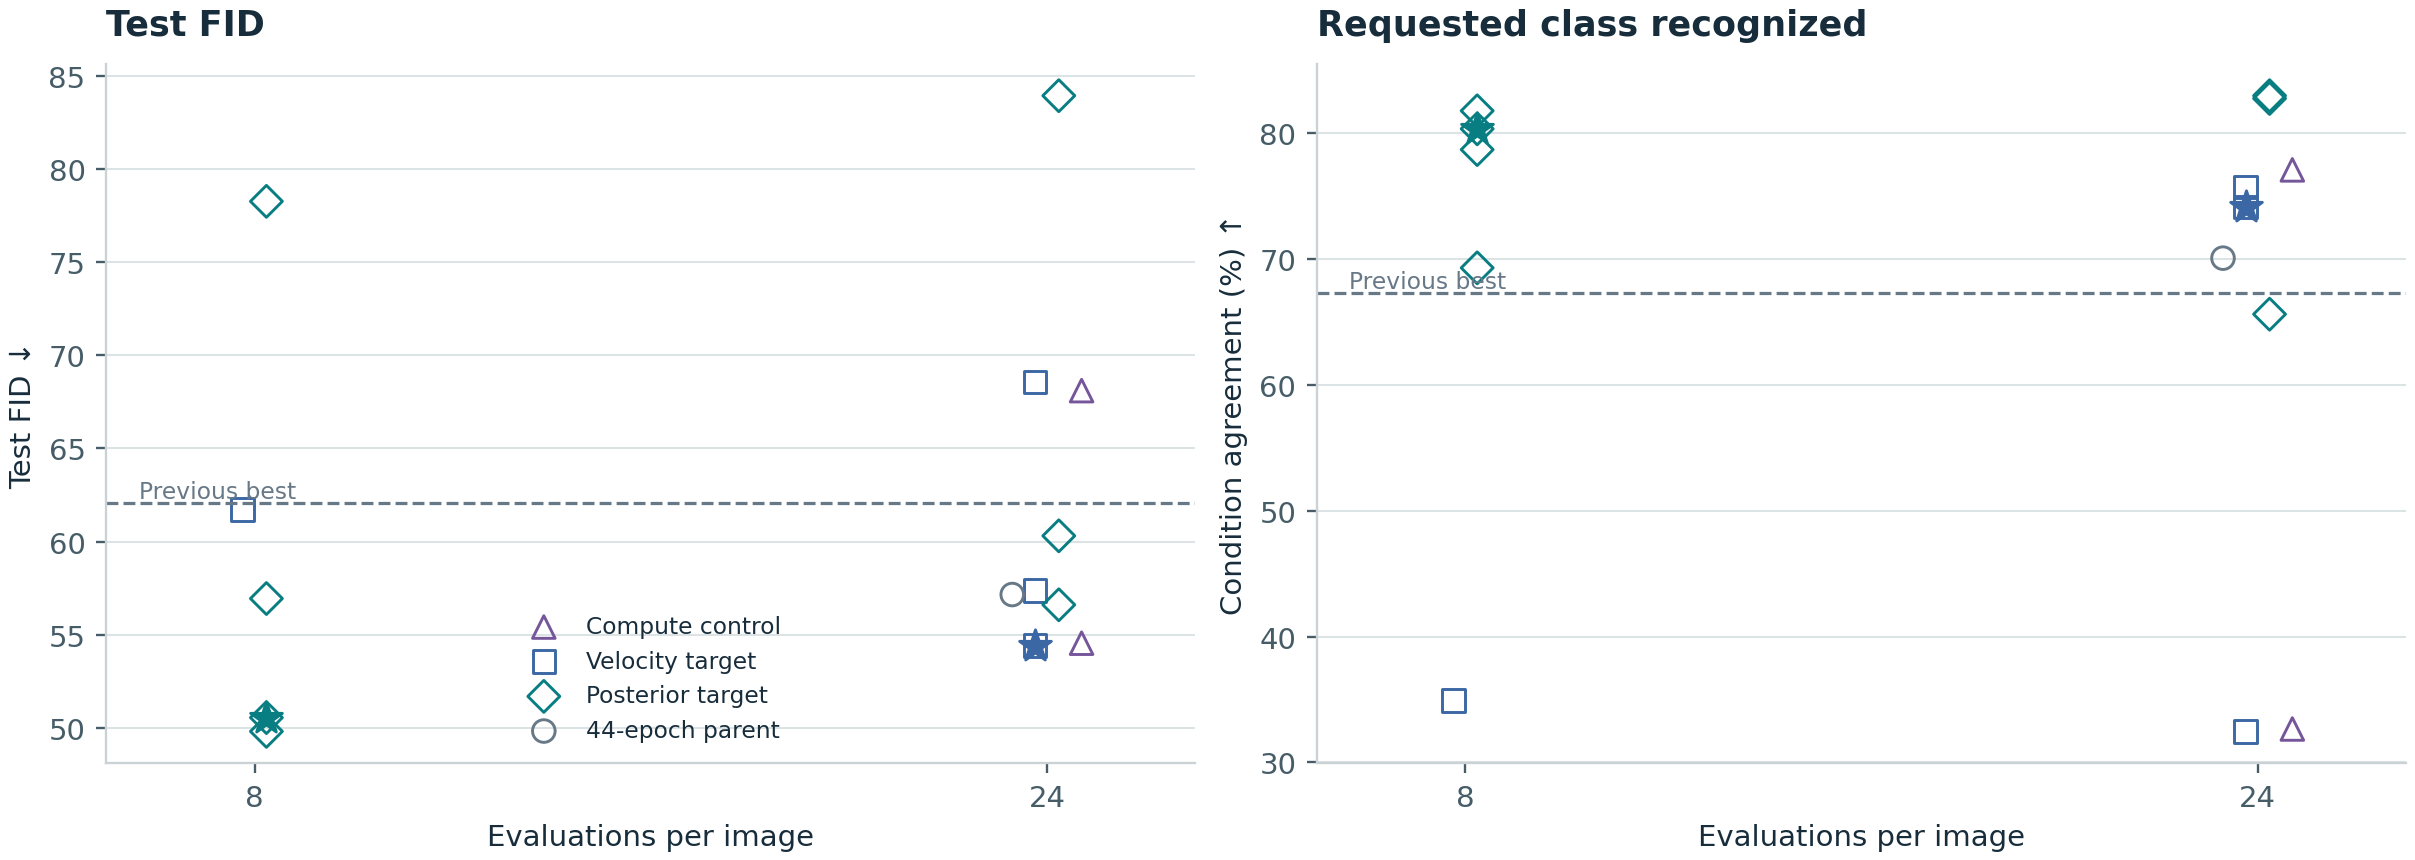 Test FID
Test FID ↓
85
80
75
70
65
60
55
50
Previous best
Compute control
Velocity target
Posterior target
44-epoch parent
8
24
Evaluations per image
Requested class recognized
Condition agreement (%) ↑
80
70
60
50
40
30
Previous best
8
24
Evaluations per image